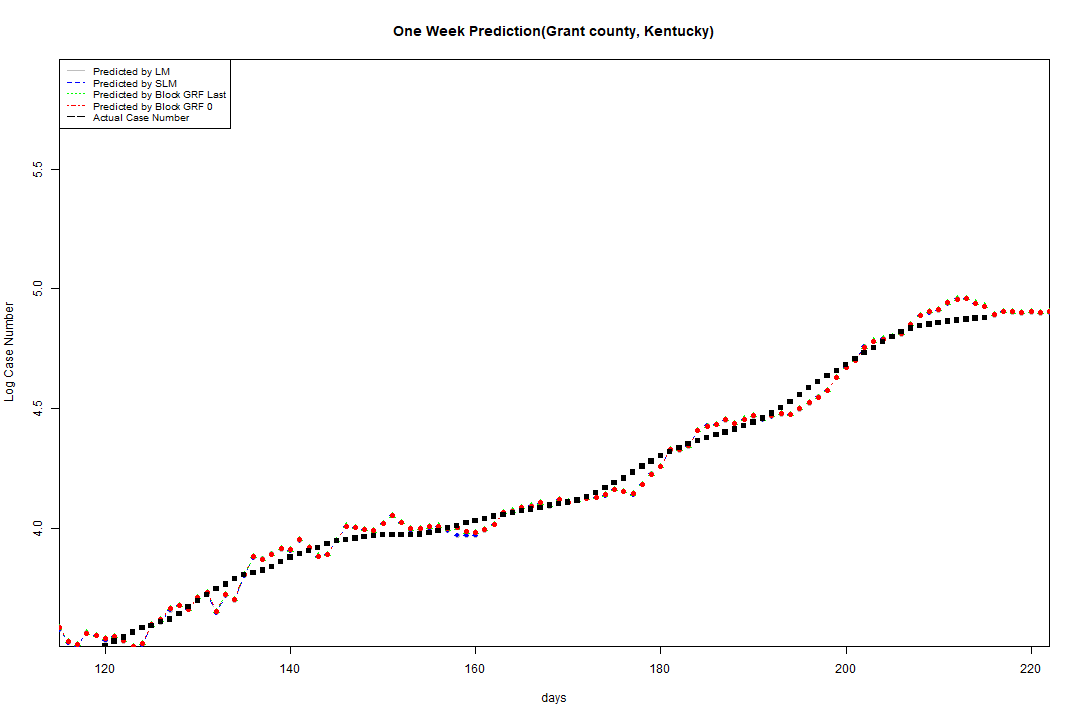 One Week Prediction(Grant county, Kentucky)
Predicted by LM
Predicted by SLM
Predicted by Block GRF Last
Predicted by Block GRF 0
Actual Case Number
5.5
5.0
4.5
4.0
Log Case Number
120 140 160 180 200 220
days